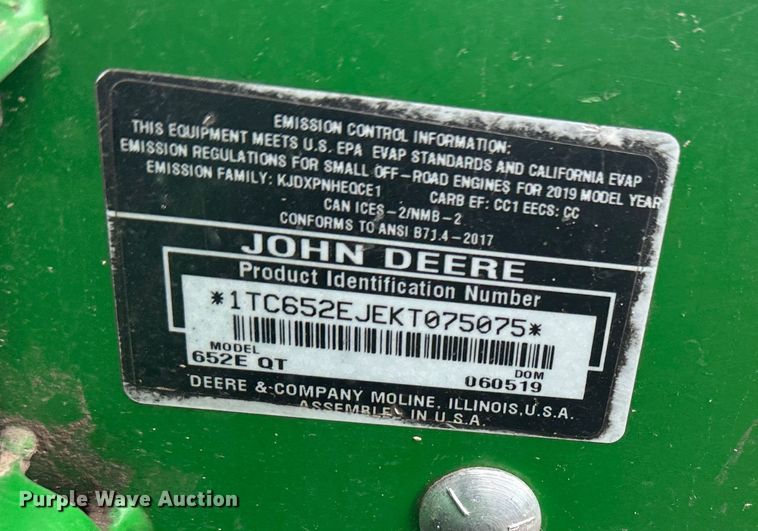 EMISSION CONTROL INFORMATION:
THIS EQUIPMENT MEETS U.S. EPA EVAP STANDARDS AND CALIFORNIA EVAP
EMISSION REGULATIONS FOR SMALL OFF-ROAD ENGINES FOR 2019 MODEL YEAR
EMISSION FAMILY: KJDXPNHEQCE1 CARB EF: CC1 EECS: CC
CAN ICES-2/NMB-2
CONFORMS TO ANSI B71.4-2017
JOHN DEERE
Product Identification Number
*1TC652EJEKT075075*
MODEL DOM
652E QT 060519
DEERE & COMPANY MOLINE, ILLINOIS, U.S.A.
ASSEMBLED IN U.S.A.
Purple Wave Auction